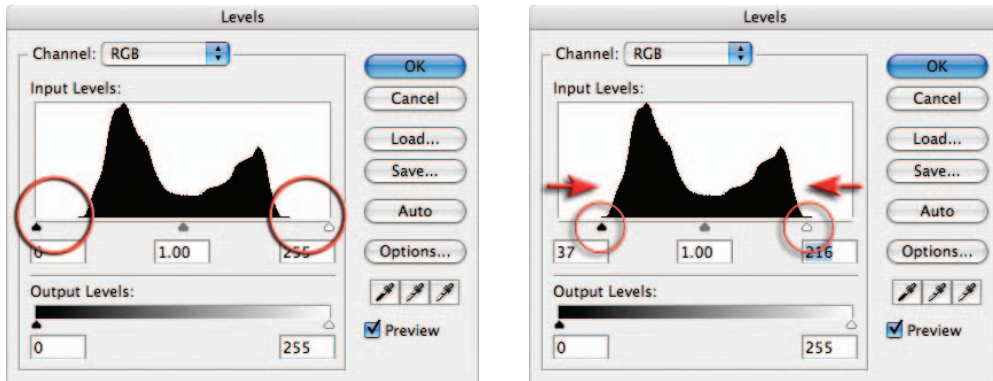 Levels
Channel: RGB
OK
Input Levels:
Cancel
Load...
Save...
Auto
0 1.00 255
Options...
Output Levels:
Preview
0 255
Levels
Channel: RGB
OK
Input Levels:
Cancel
Load...
Save...
Auto
37 1.00 216
Options...
Output Levels:
Preview
0 255